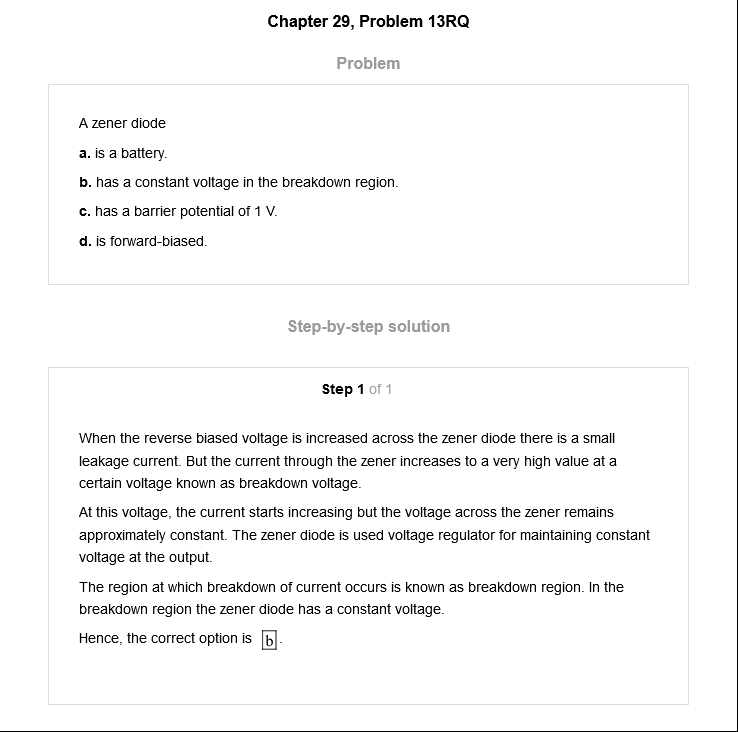 Chapter 29, Problem 13RQ
Problem
A zener diode
a. is a battery.
b. has a constant voltage in the breakdown region.
c. has a barrier potential of 1 V.
d. is forward-biased.
Step-by-step solution
Step 1 of 1
When the reverse biased voltage is increased across the zener diode there is a small
leakage current. But the current through the zener increases to a very high value at a
certain voltage known as breakdown voltage.
At this voltage, the current starts increasing but the voltage across the zener remains
approximately constant. The zener diode is used voltage regulator for maintaining constant
voltage at the output.
The region at which breakdown of current occurs is known as breakdown region. In the
breakdown region the zener diode has a constant voltage.
Hence, the correct option is b.